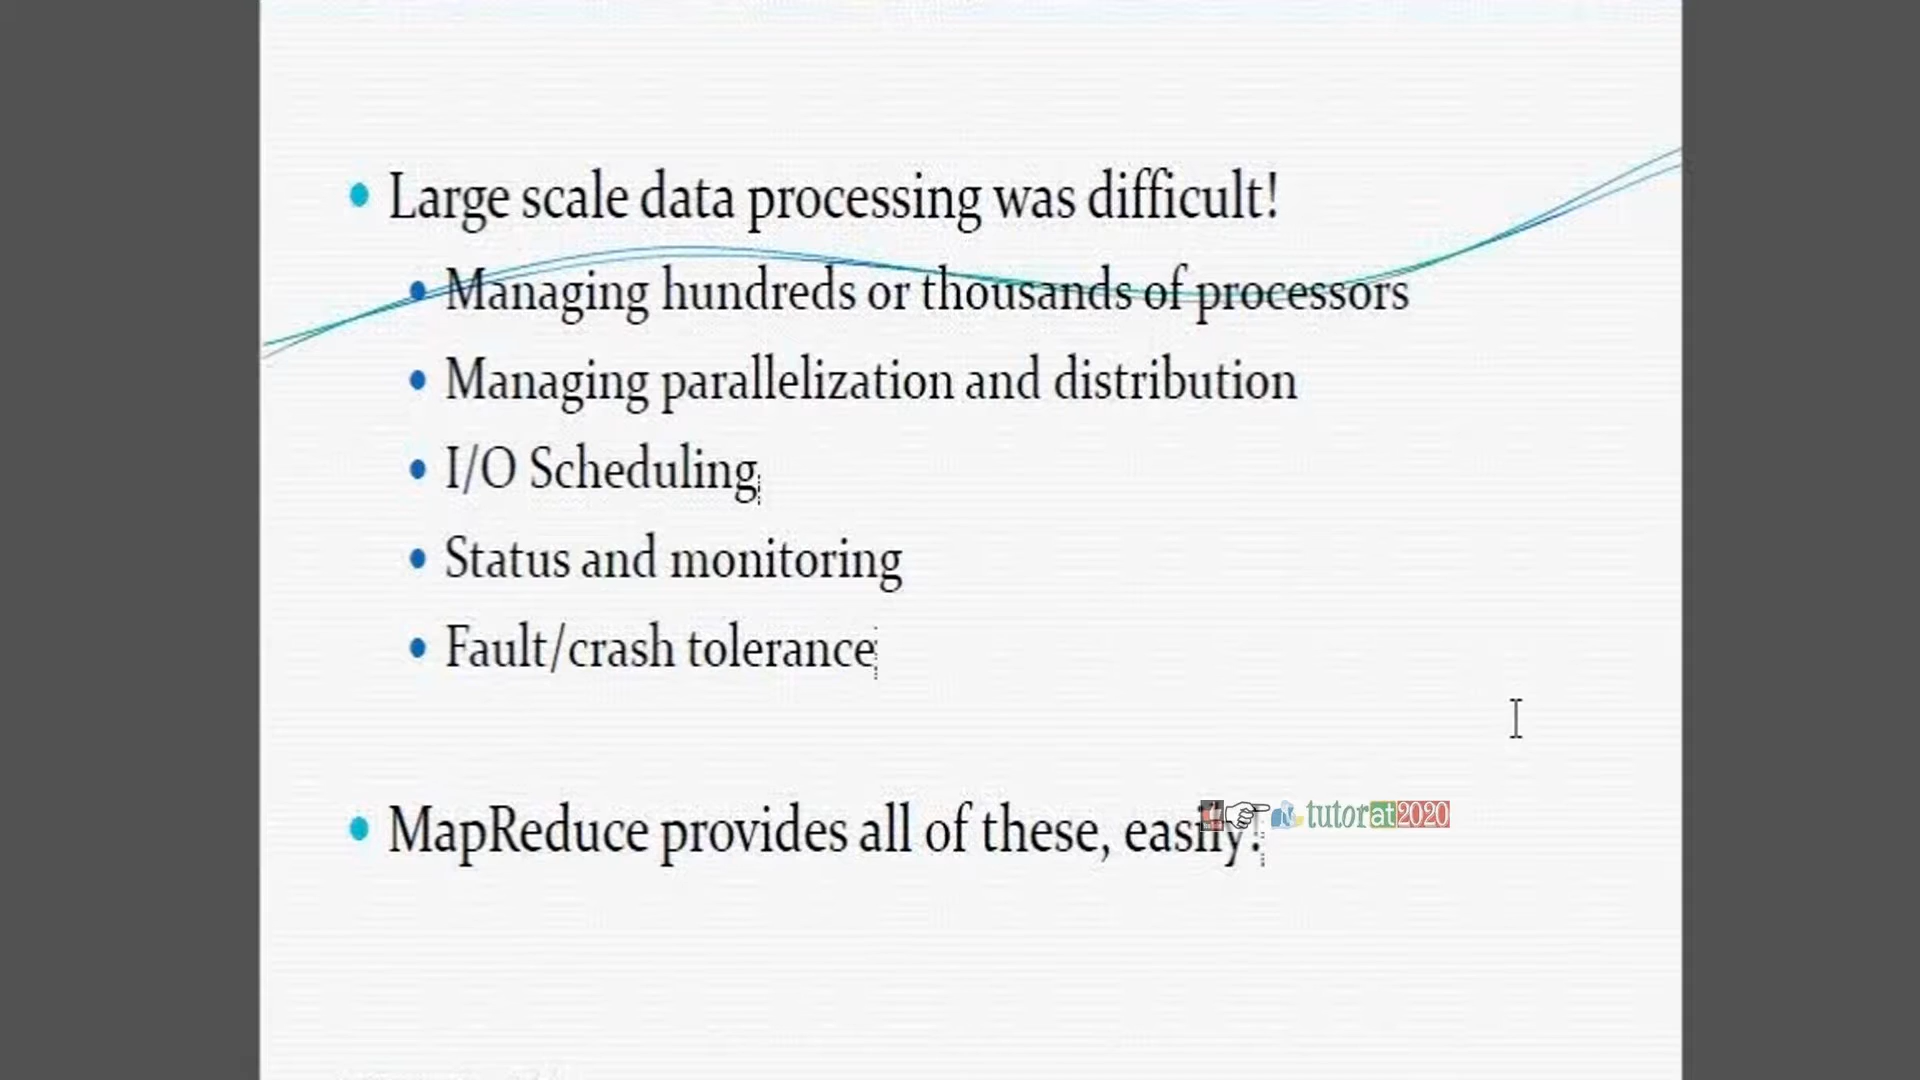 Large scale data processing was difficult!
Managing hundreds or thousands of processors
Managing parallelization and distribution
I/O Scheduling
Status and monitoring
Fault/crash tolerance
MapReduce provides all of these, easily!
tutorat2020